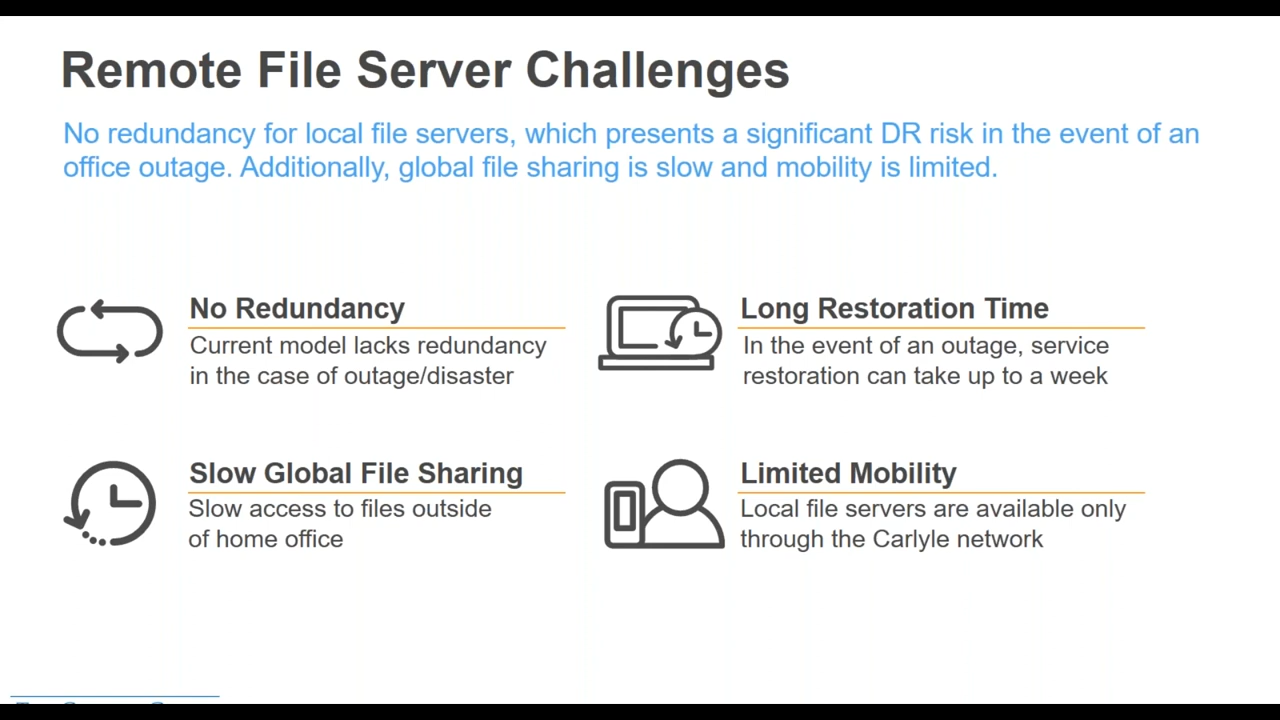 Remote File Server Challenges
No redundancy for local file servers, which presents a significant DR risk in the event of an
office outage. Additionally, global file sharing is slow and mobility is limited.
No Redundancy
Current model lacks redundancy
in the case of outage/disaster
Long Restoration Time
In the event of an outage, service
restoration can take up to a week
Slow Global File Sharing
Slow access to files outside
of home office
Limited Mobility
Local file servers are available only
through the Carlyle network